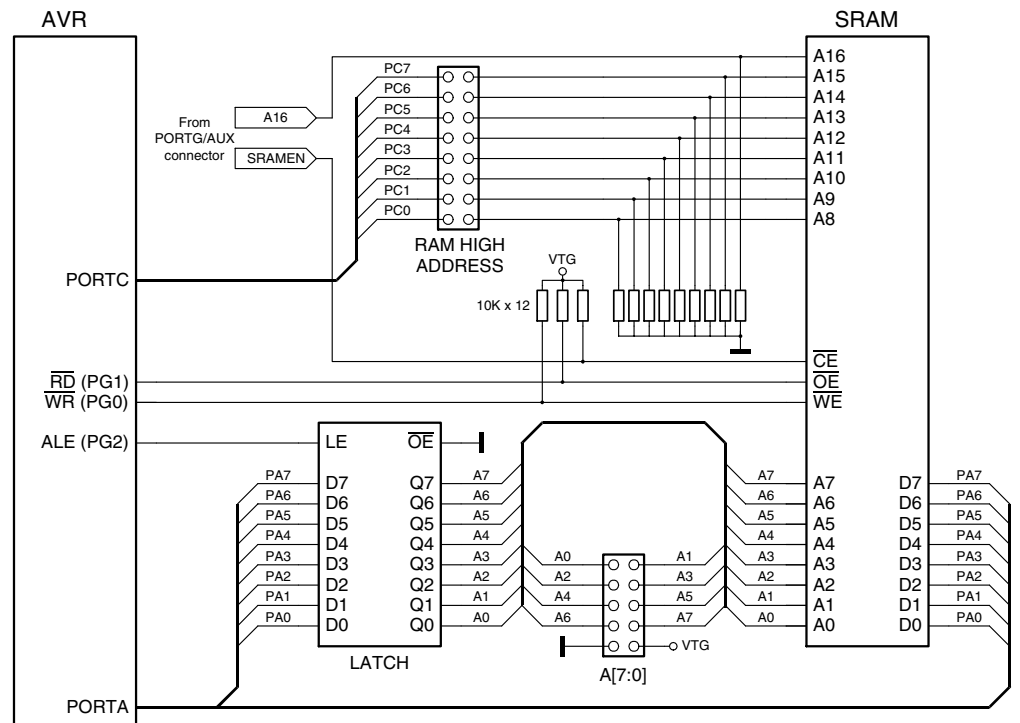 AVR SRAM
A16
PC7 A15
PC6 A14
From PORTG/AUX connector
A16
SRAMEN
PC5 A13
PC4 A12
PC3 A11
PC2 A10
PC1 A9
PC0 A8
RAM HIGH
ADDRESS
VTG
PORTC
10K x 12
CE
RD (PG1) OE
WR (PG0) WE
ALE (PG2) LE OE
PA7 D7 Q7 A7 A7 A7 D7 PA7
PA6 D6 Q6 A6 A6 A6 D6 PA6
PA5 D5 Q5 A5 A5 A5 D5 PA5
PA4 D4 Q4 A4 A4 A4 D4 PA4
PA3 D3 Q3 A3 A0 A1 A3 A3 D3 PA3
PA2 D2 Q2 A2 A2 A3 A2 A2 D2 PA2
PA1 D1 Q1 A1 A4 A5 A1 A1 D1 PA1
PA0 D0 Q0 A0 A6 A7 A0 A0 D0 PA0
VTG
LATCH
A[7:0]
PORTA